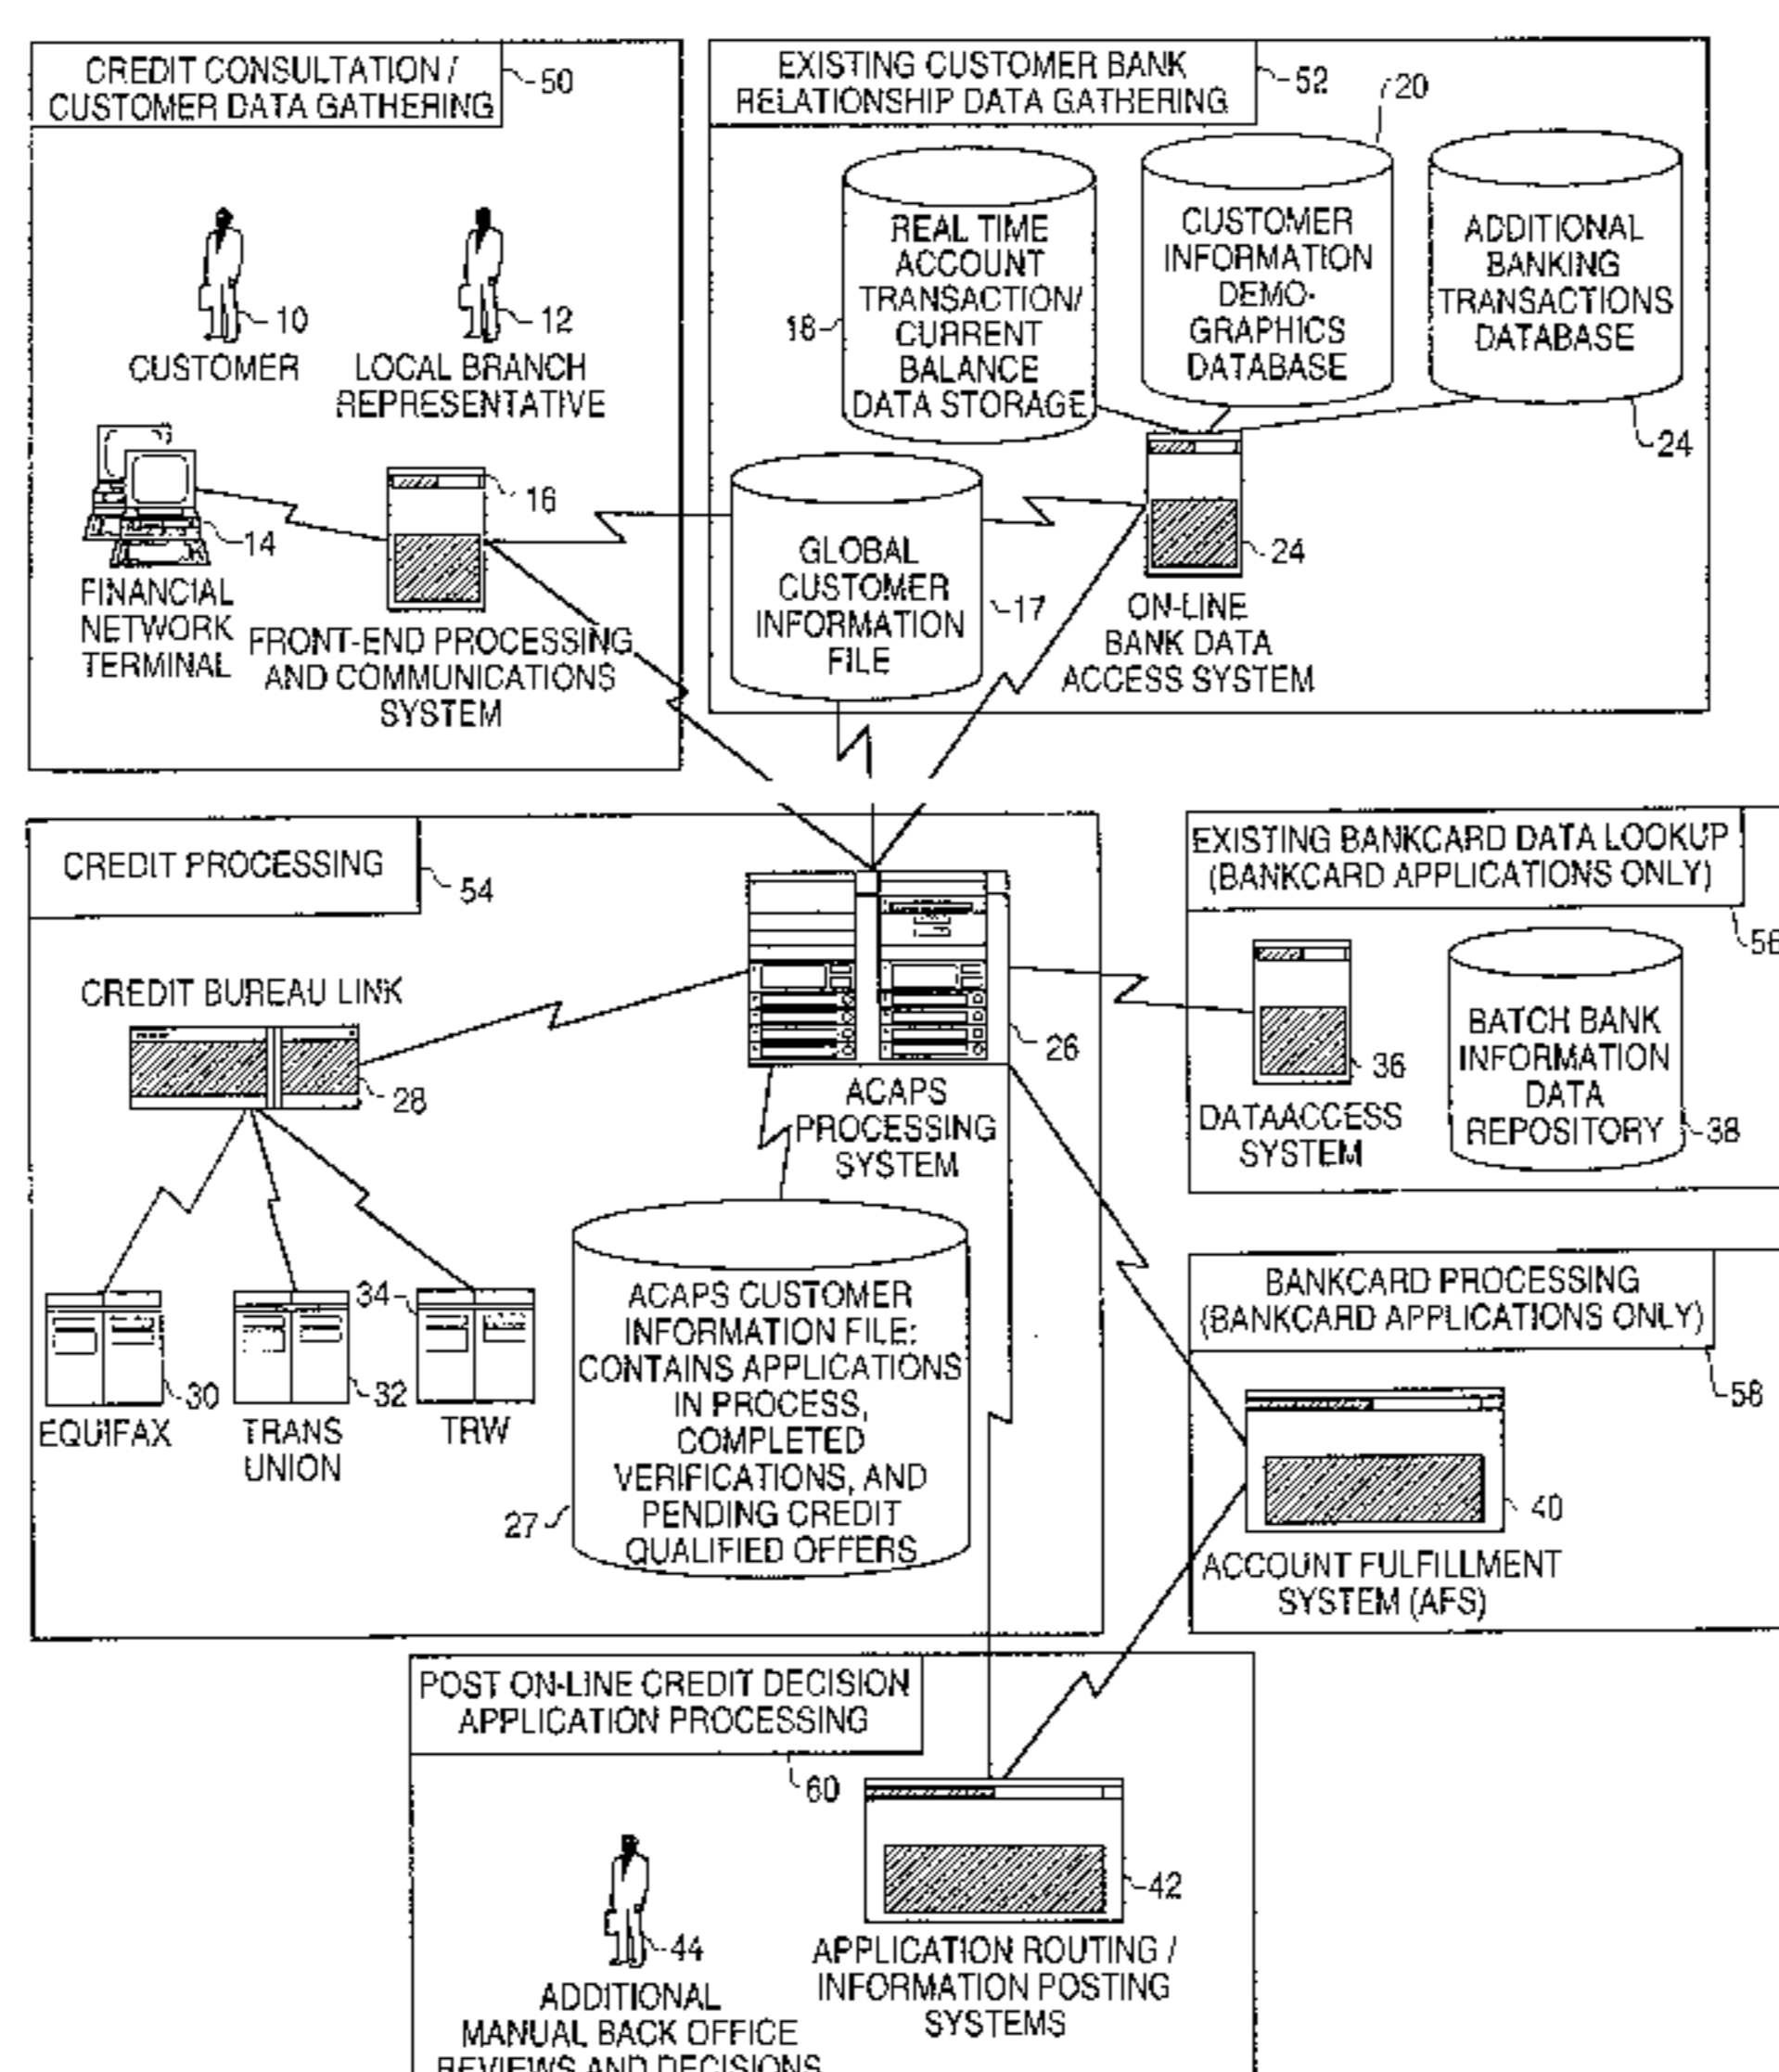 CREDIT CONSULTATION /
CUSTOMER DATA GATHERING
50
10
CUSTOMER
12
LOCAL BRANCH
REPRESENTATIVE
14
FINANCIAL
NETWORK
TERMINAL
16
FRONT-END PROCESSING
AND COMMUNICATIONS
SYSTEM
EXISTING CUSTOMER BANK
RELATIONSHIP DATA GATHERING
52
20
REAL TIME
ACCOUNT
TRANSACTION/
CURRENT
BALANCE
DATA STORAGE
18
CUSTOMER
INFORMATION
DEMO-
GRAPHICS
DATABASE
ADDITIONAL
BANKING
TRANSACTIONS
DATABASE
24
GLOBAL
CUSTOMER
INFORMATION
FILE
17
24
ON-LINE
BANK DATA
ACCESS SYSTEM
CREDIT PROCESSING
54
CREDIT BUREAU LINK
28
26
ACAPS
PROCESSING
SYSTEM
30
EQUIFAX
32
TRANS
UNION
34
TRW
ACAPS CUSTOMER
INFORMATION FILE:
CONTAINS APPLICATIONS
IN PROCESS,
COMPLETED
VERIFICATIONS, AND
PENDING CREDIT
QUALIFIED OFFERS
27
EXISTING BANKCARD DATA LOOKUP
(BANKCARD APPLICATIONS ONLY)
56
36
DATAACCESS
SYSTEM
BATCH BANK
INFORMATION
DATA
REPOSITORY
38
BANKCARD PROCESSING
(BANKCARD APPLICATIONS ONLY)
58
40
ACCOUNT FULFILLMENT
SYSTEM (AFS)
POST ON-LINE CREDIT DECISION
APPLICATION PROCESSING
60
44
ADDITIONAL
MANUAL BACK OFFICE
REVIEWS AND DECISIONS
42
APPLICATION ROUTING /
INFORMATION POSTING
SYSTEMS